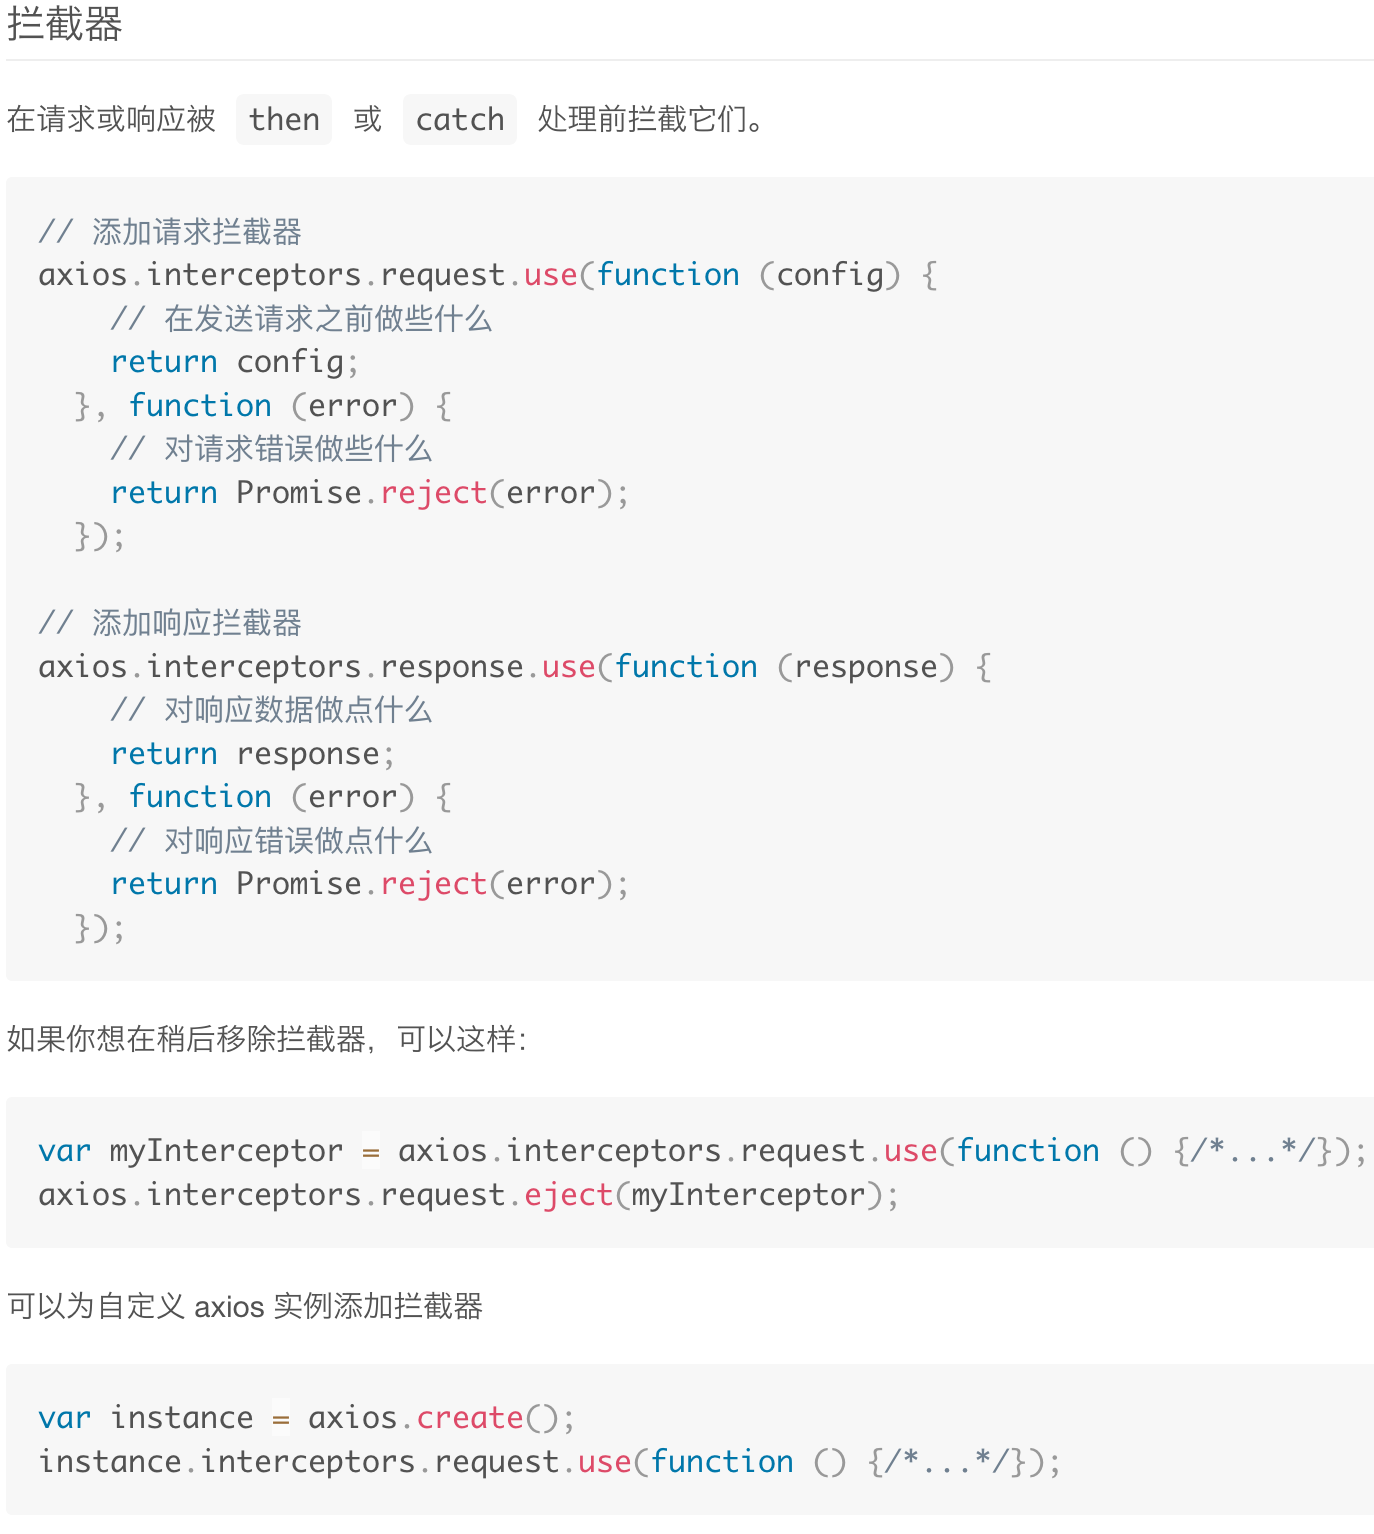 拦截器
在请求或响应被 then 或 catch 处理前拦截它们。
// 添加请求拦截器
axios.interceptors.request.use(function (config) {
    // 在发送请求之前做些什么
    return config;
  }, function (error) {
    // 对请求错误做些什么
    return Promise.reject(error);
  });
// 添加响应拦截器
axios.interceptors.response.use(function (response) {
    // 对响应数据做点什么
    return response;
  }, function (error) {
    // 对响应错误做点什么
    return Promise.reject(error);
  });
如果你想在稍后移除拦截器，可以这样：
var myInterceptor = axios.interceptors.request.use(function () {/*...*/});
axios.interceptors.request.eject(myInterceptor);
可以为自定义 axios 实例添加拦截器
var instance = axios.create();
instance.interceptors.request.use(function () {/*...*/});